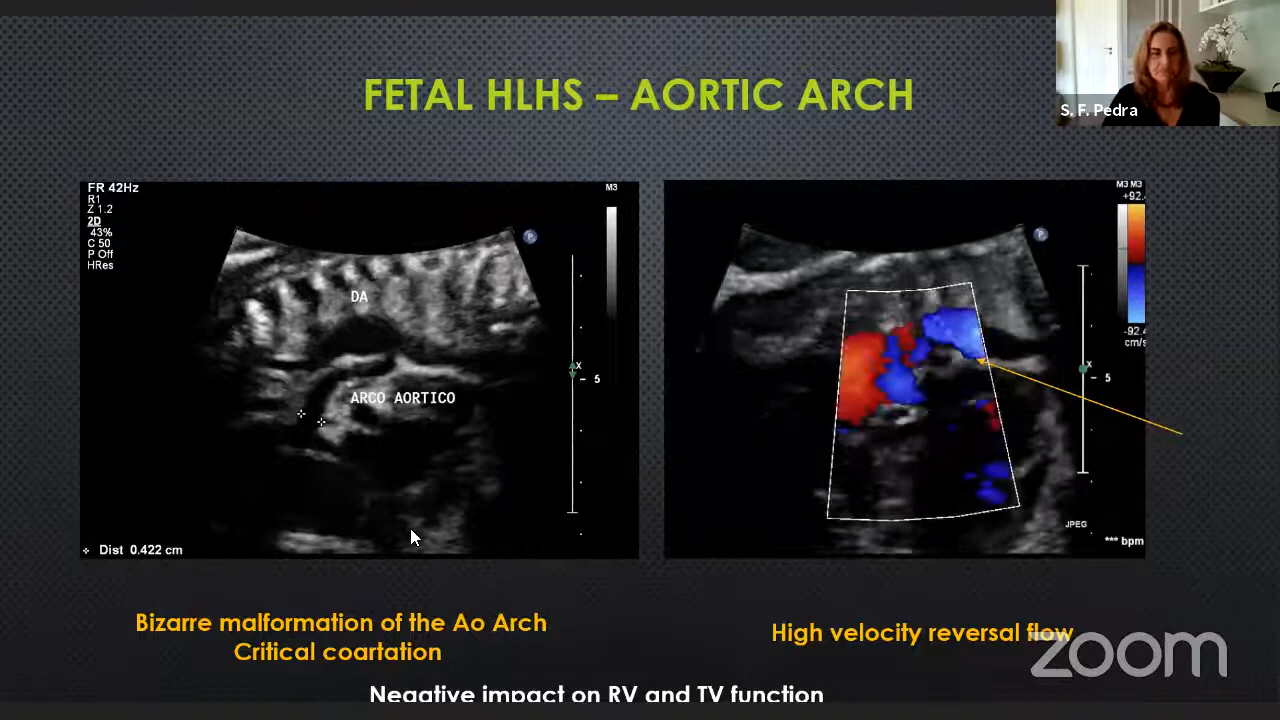 FETAL HLHS – AORTIC ARCH
S. F. Pedra
FR 42Hz
R1
Z 1.2
2D
43%
C 50
P Off
HRes
M3
P
DA
X
5
ARCO AORTICO
Dist 0.422 cm
M3 M3
+92.
P
-92.4
cm/s
X
5
JPEG
*** bpm
Bizarre malformation of the Ao Arch
Critical coartation
High velocity reversal flow
zoom
Negative impact on RV and TV function